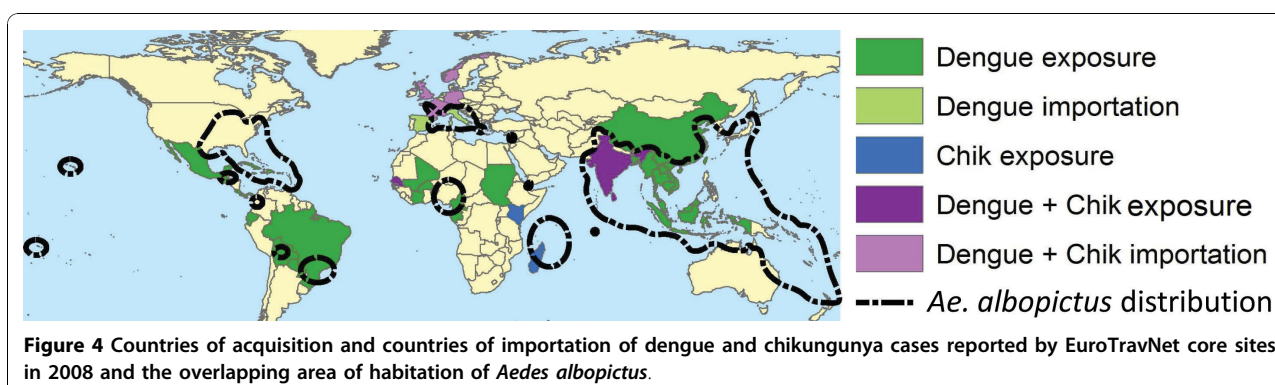 Dengue exposure
Dengue importation
Chik exposure
Dengue + Chik exposure
Dengue + Chik importation
Ae. albopictus distribution
Figure 4 Countries of acquisition and countries of importation of dengue and chikungunya cases reported by EuroTravNet core sites
in 2008 and the overlapping area of habitation of Aedes albopictus.